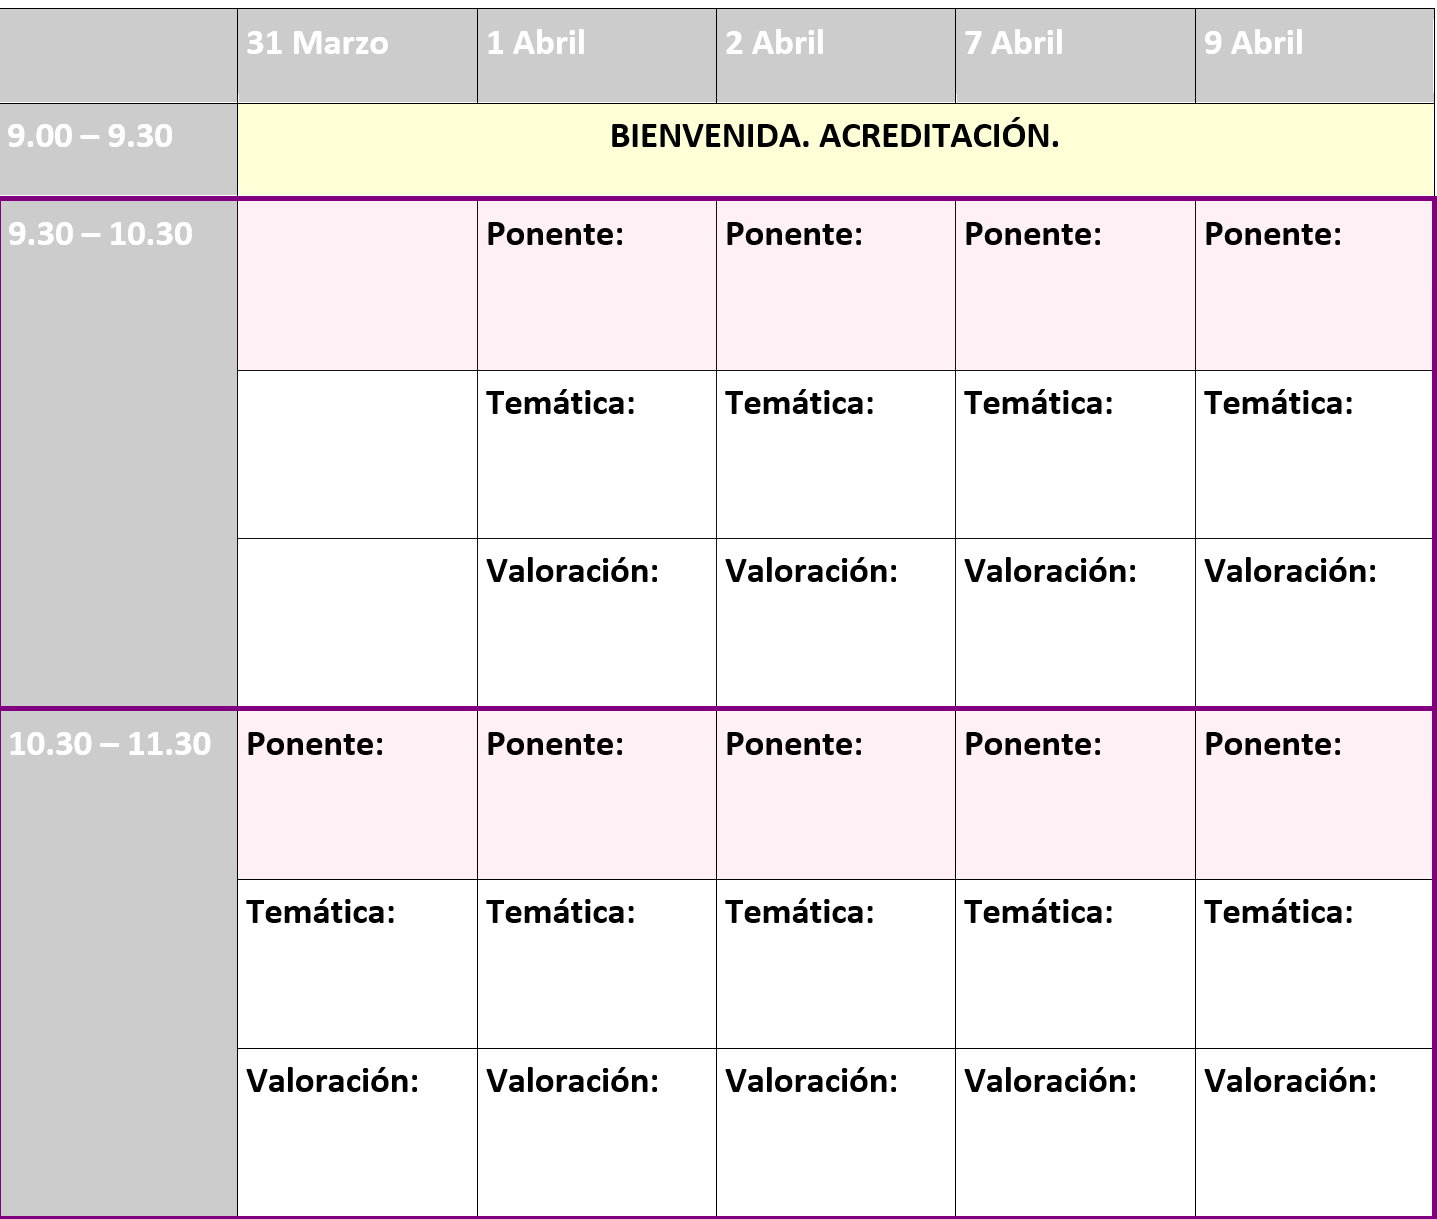 31 Marzo 1 Abril 2 Abril 7 Abril 9 Abril
9.00 – 9.30 BIENVENIDA. ACREDITACIÓN.
9.30 – 10.30 Ponente: Ponente: Ponente: Ponente:
Temática: Temática: Temática: Temática:
Valoración: Valoración: Valoración: Valoración:
10.30 – 11.30 Ponente: Ponente: Ponente: Ponente: Ponente:
Temática: Temática: Temática: Temática: Temática:
Valoración: Valoración: Valoración: Valoración: Valoración: